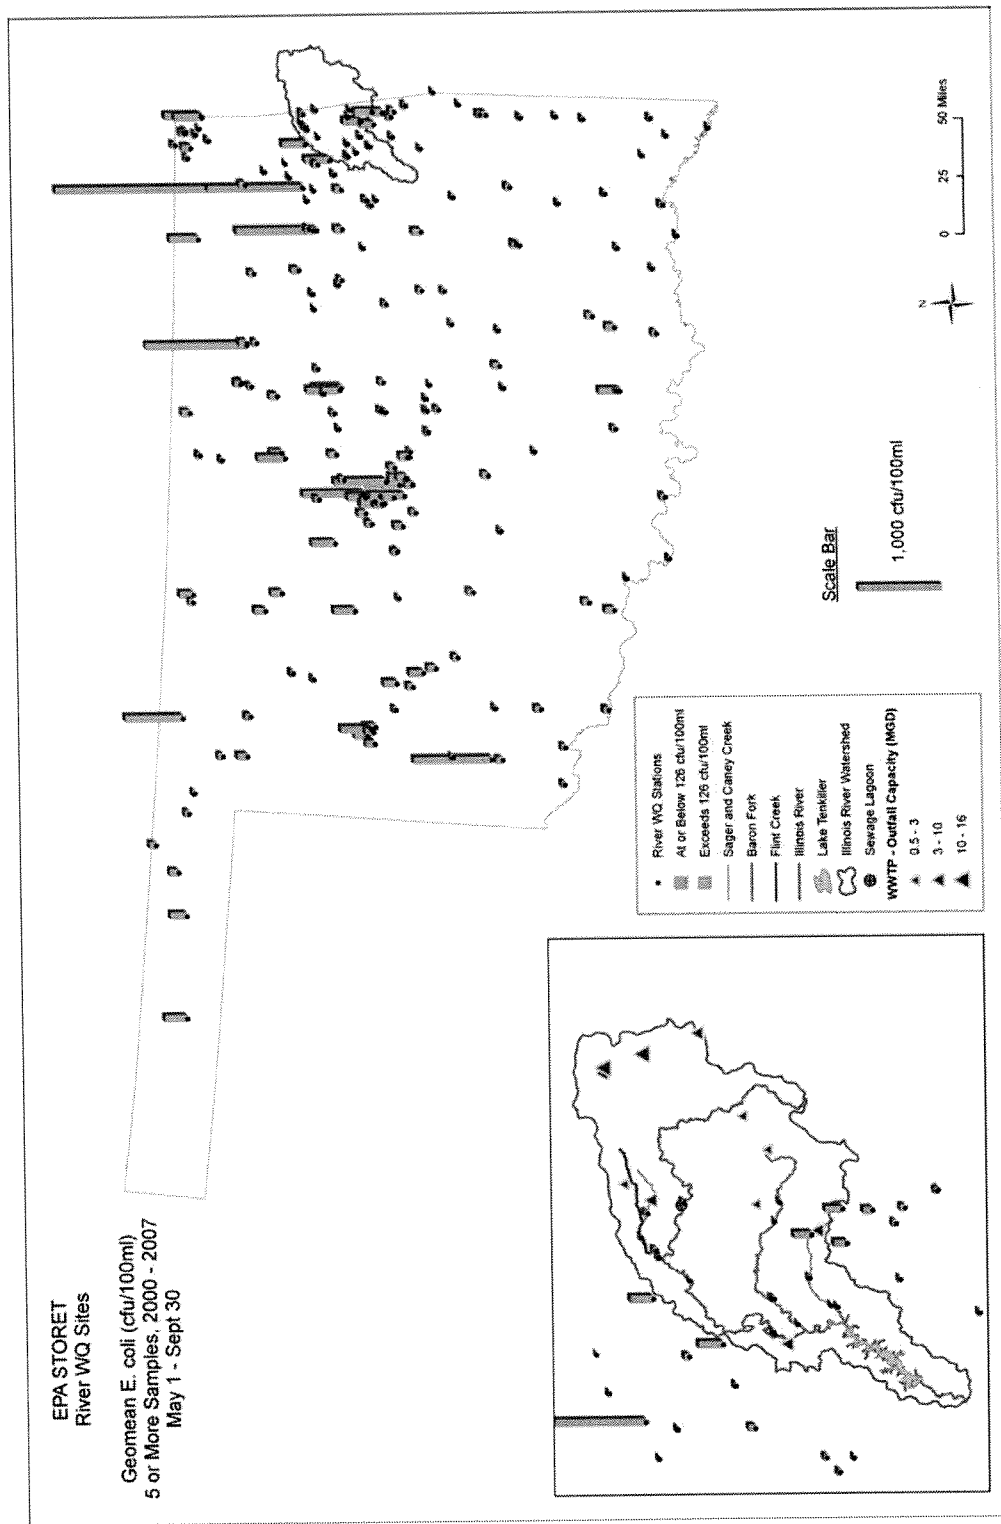 EPA STORET
River WQ Sites
Geomean E. coli (cfu/100ml)
5 or More Samples, 2000 - 2007
May 1 - Sept 30
River WQ Stations
At or Below 126 cfu/100ml
Exceeds 126 cfu/100ml
Sager and Caney Creek
Baron Fork
Flint Creek
Illinois River
Lake Tenkiller
Illinois River Watershed
Sewage Lagoon
WWTP - Outfall Capacity (MGD)
0.5 - 3
3 - 10
10 - 16
Scale Bar
1,000 cfu/100ml
N
0 25 50 Miles